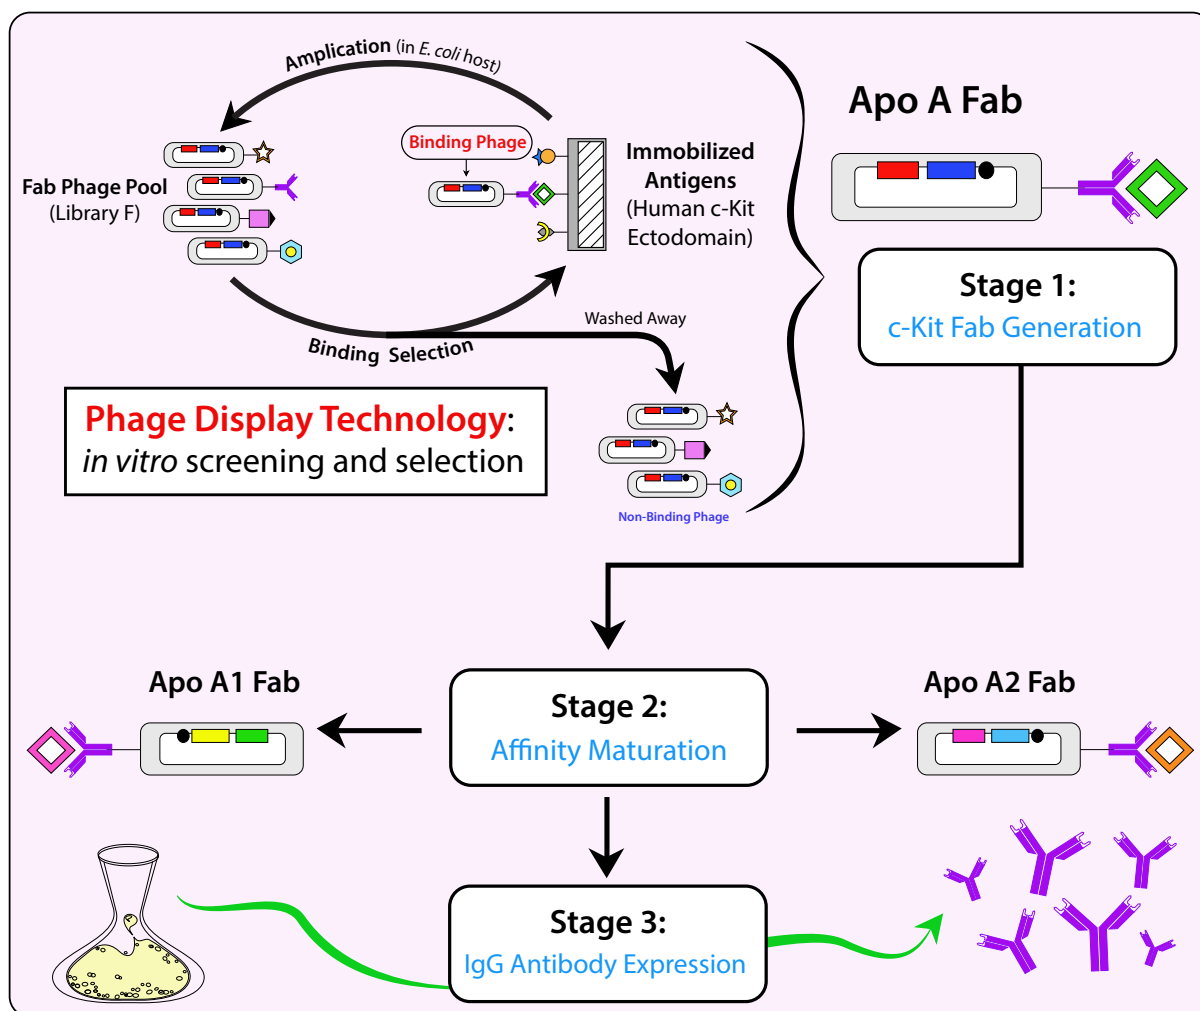 Amplication (in E. coli host)
Binding Phage
Fab Phage Pool
(Library F)
Immobilized
Antigens
(Human c-Kit
Ectodomain)
Washed Away
Binding Selection
Non-Binding Phage
Phage Display Technology:
in vitro screening and selection
Apo A Fab
Stage 1:
c-Kit Fab Generation
Apo A1 Fab
Stage 2:
Affinity Maturation
Apo A2 Fab
Stage 3:
IgG Antibody Expression